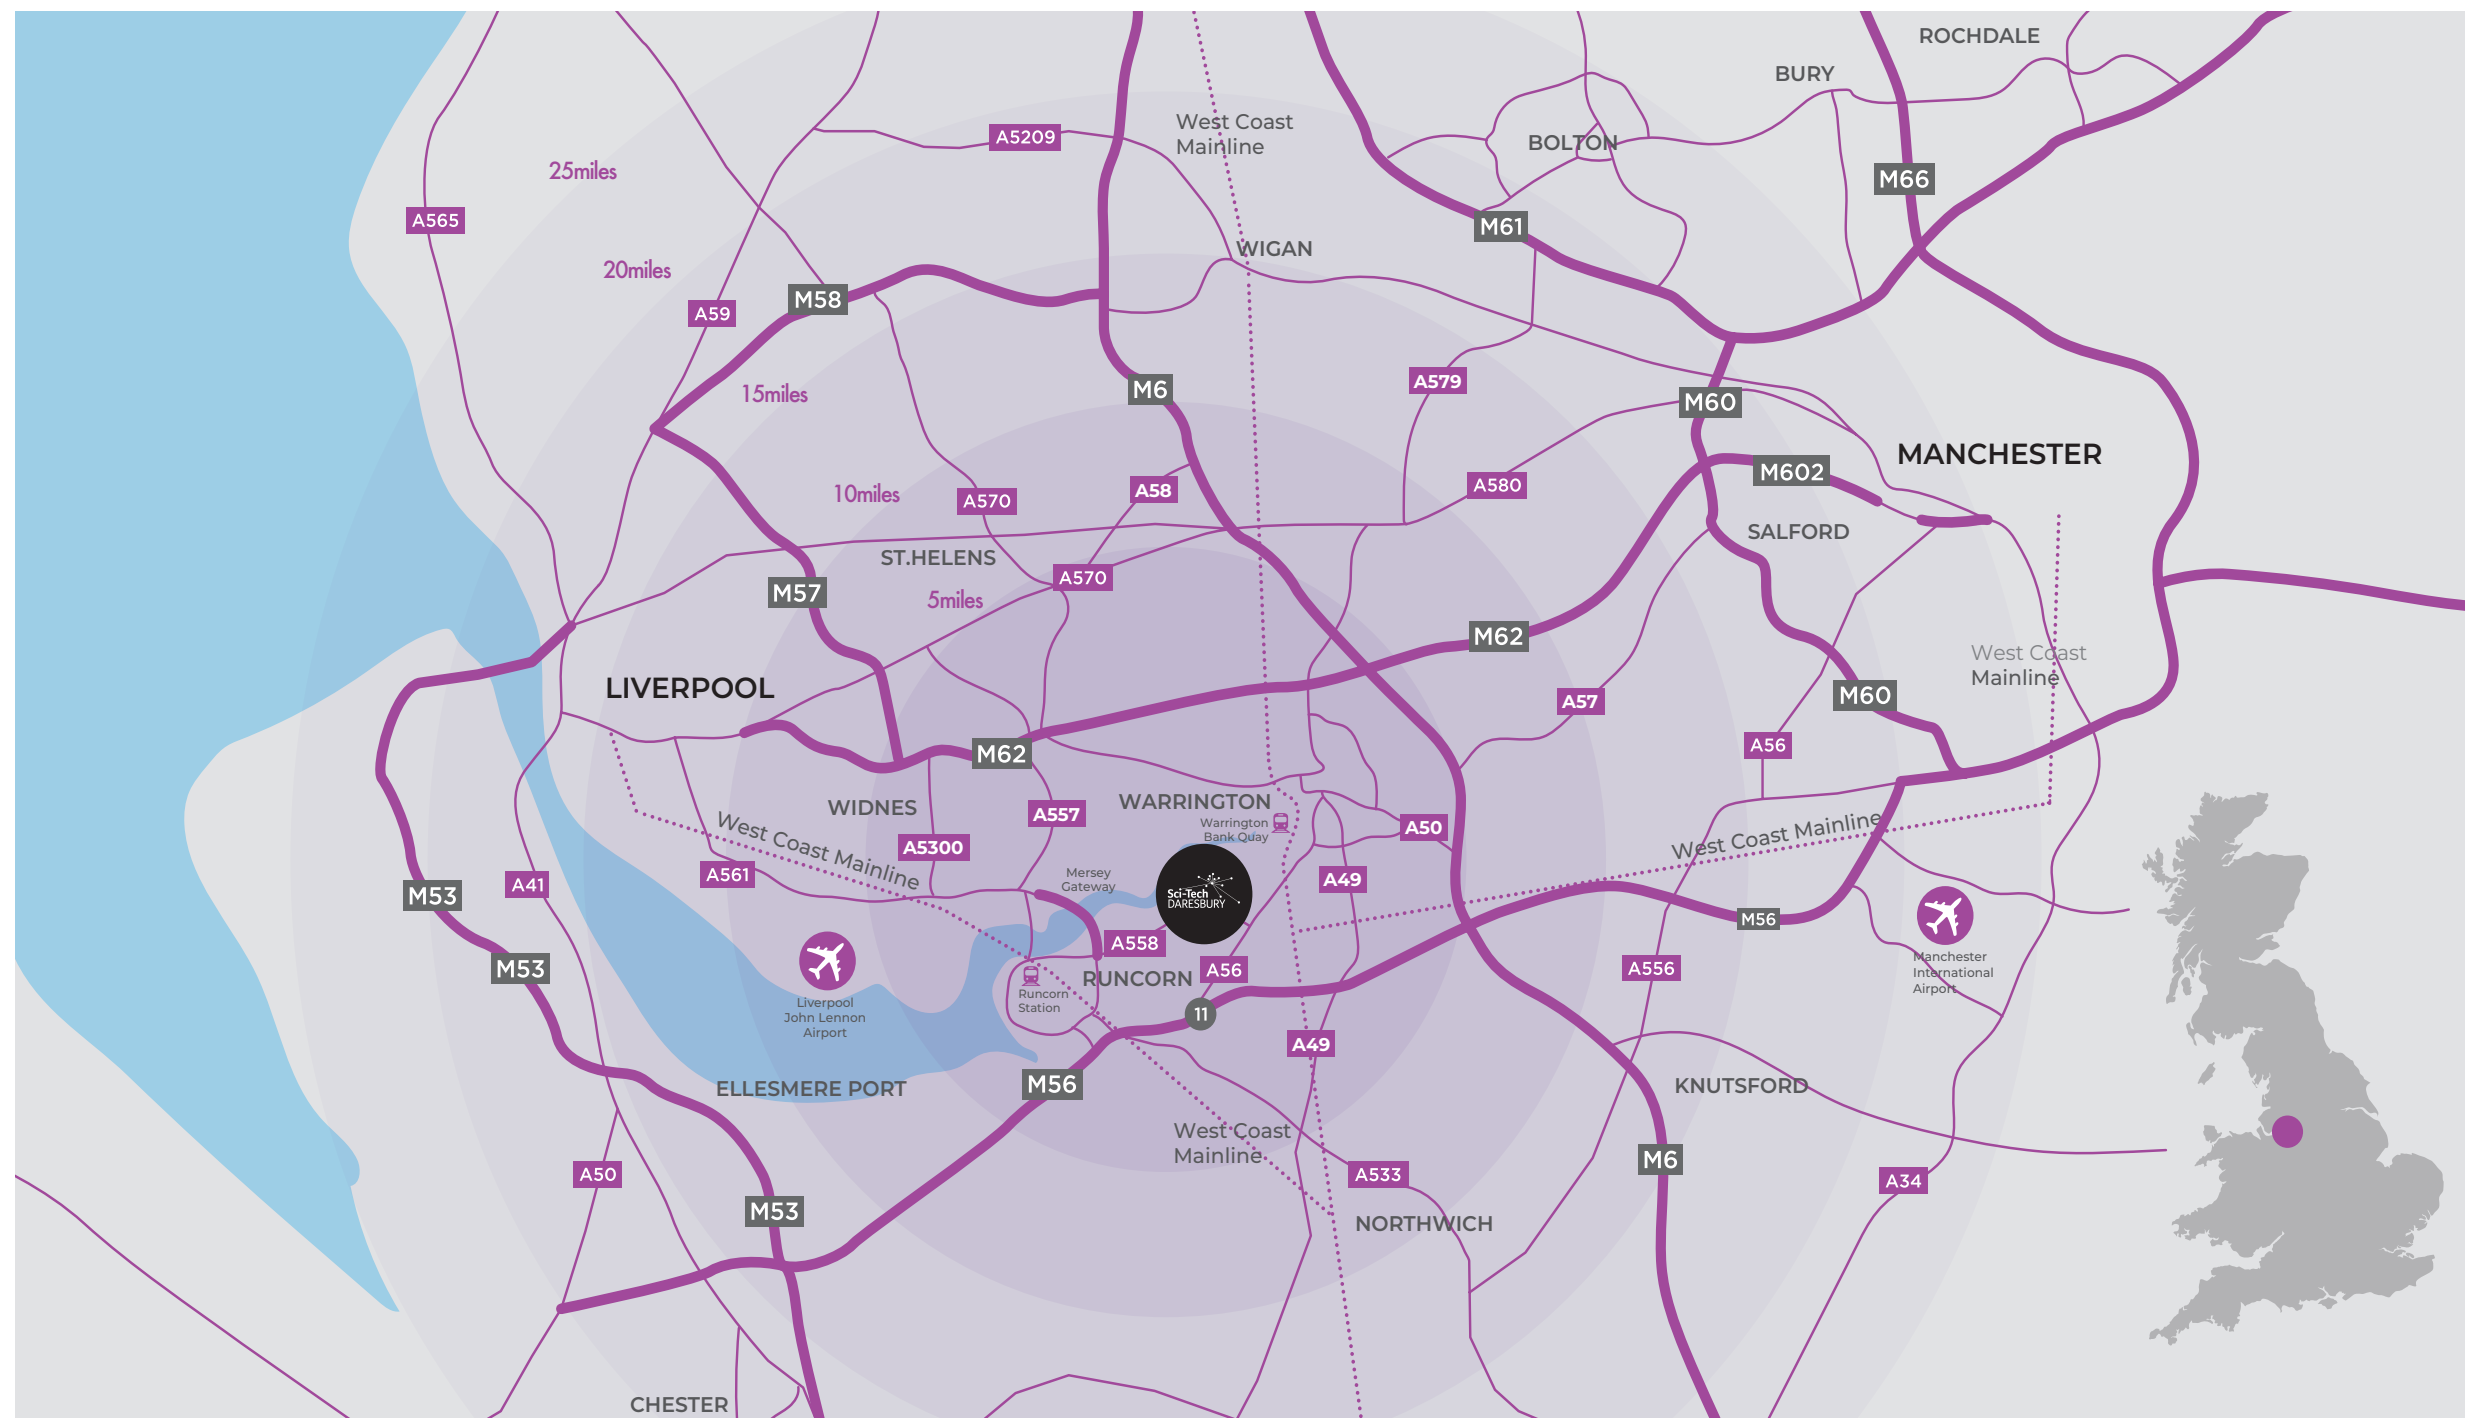 ROCHDALE
BURY
West Coast
Mainline
A5209
BOLTON
25miles
M66
A565
M61
WIGAN
20miles
M58
A59
A579
M6
15miles
M60
MANCHESTER
M602
A580
A58
10miles
A570
SALFORD
ST.HELENS
A570
M57
5miles
M62
West Coast
Mainline
LIVERPOOL
M60
A57
A56
M62
WARRINGTON
WIDNES
A557
Warrington
Bank Quay
A50
West Coast Mainline
West Coast Mainline
A5300
A561
Mersey
Gateway
A49
A41
M53
Sci-Tech
DARESBURY
M56
A558
Manchester
International
Airport
M53
A56
A556
RUNCORN
Runcorn
Station
Liverpool
John Lennon
Airport
11
A49
M56
ELLESMERE PORT
KNUTSFORD
West Coast
Mainline
M6
A50
A533
A34
M53
NORTHWICH
CHESTER